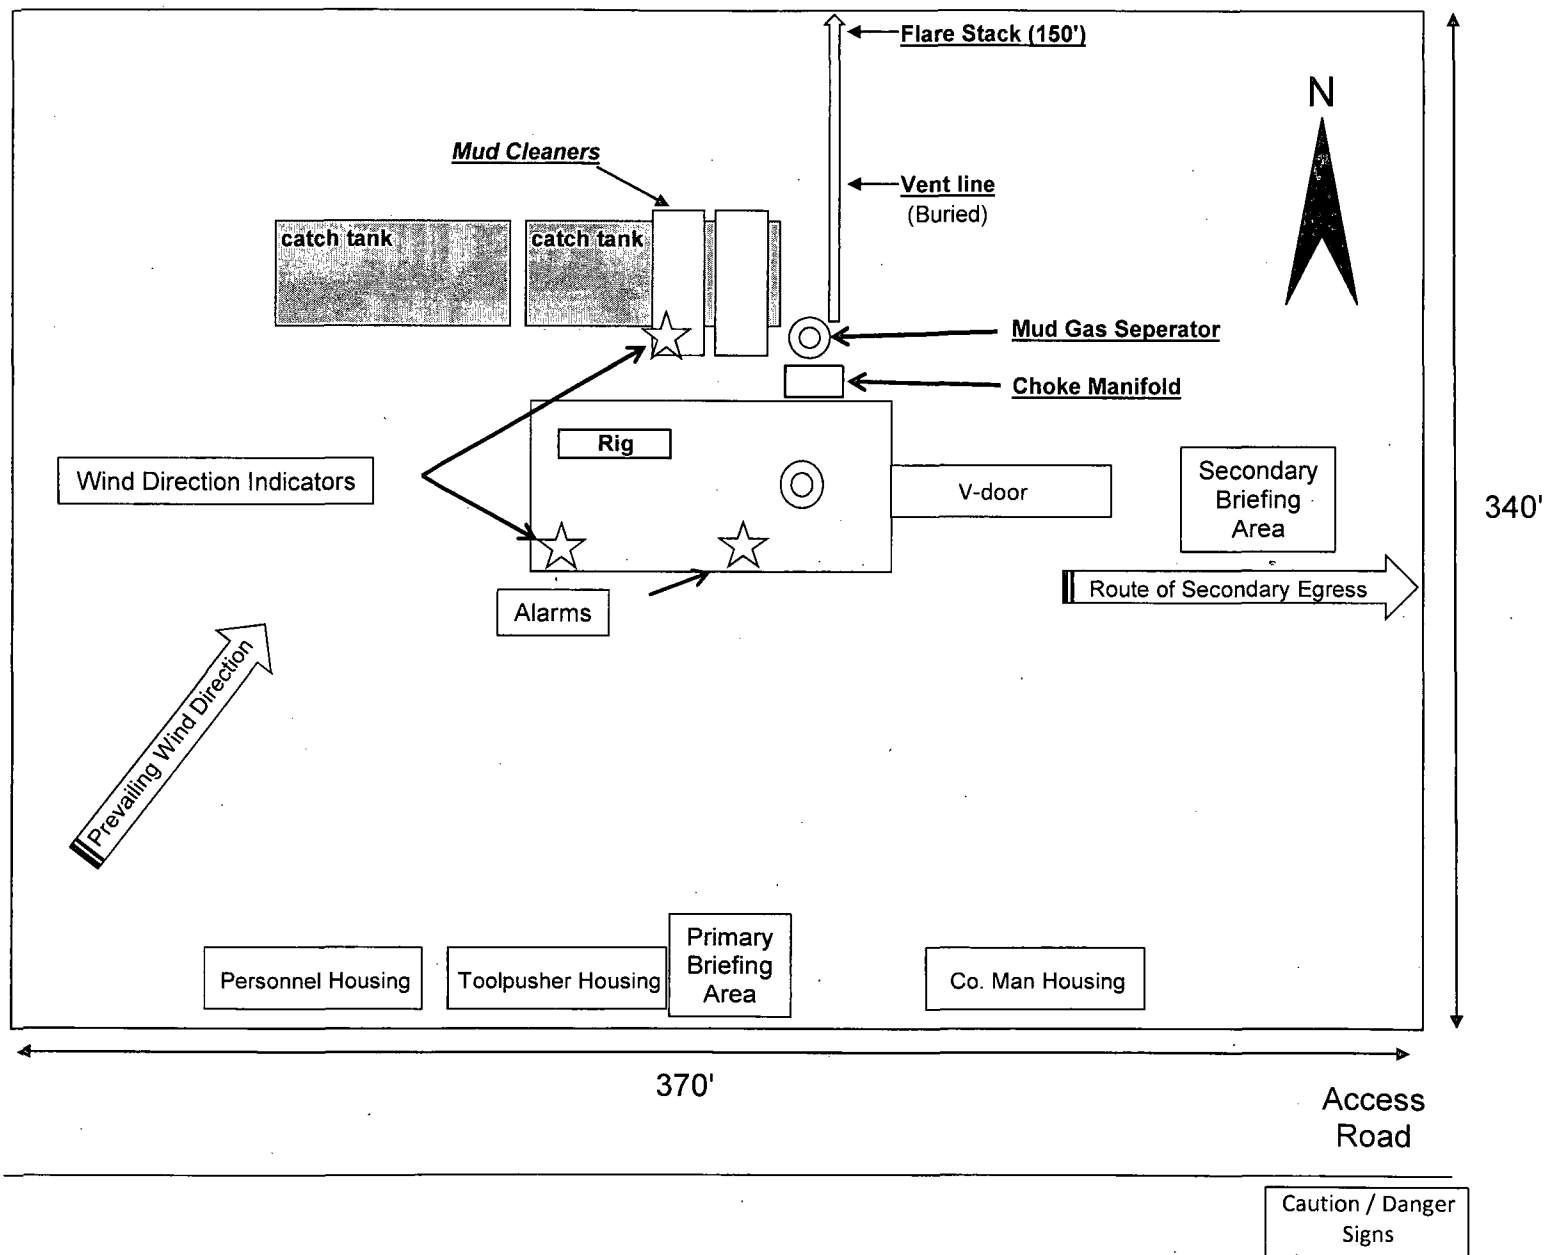 Flare Stack (150')
N
Mud Cleaners
Vent line
(Buried)
catch tank
catch tank
Mud Gas Seperator
Choke Manifold
Rig
Wind Direction Indicators
V-door
Secondary
Briefing
Area
340'
Route of Secondary Egress
Alarms
Prevailing Wind Direction
Primary
Briefing
Area
Personnel Housing
Toolpusher Housing
Co. Man Housing
370'
Access
Road
Caution / Danger
Signs